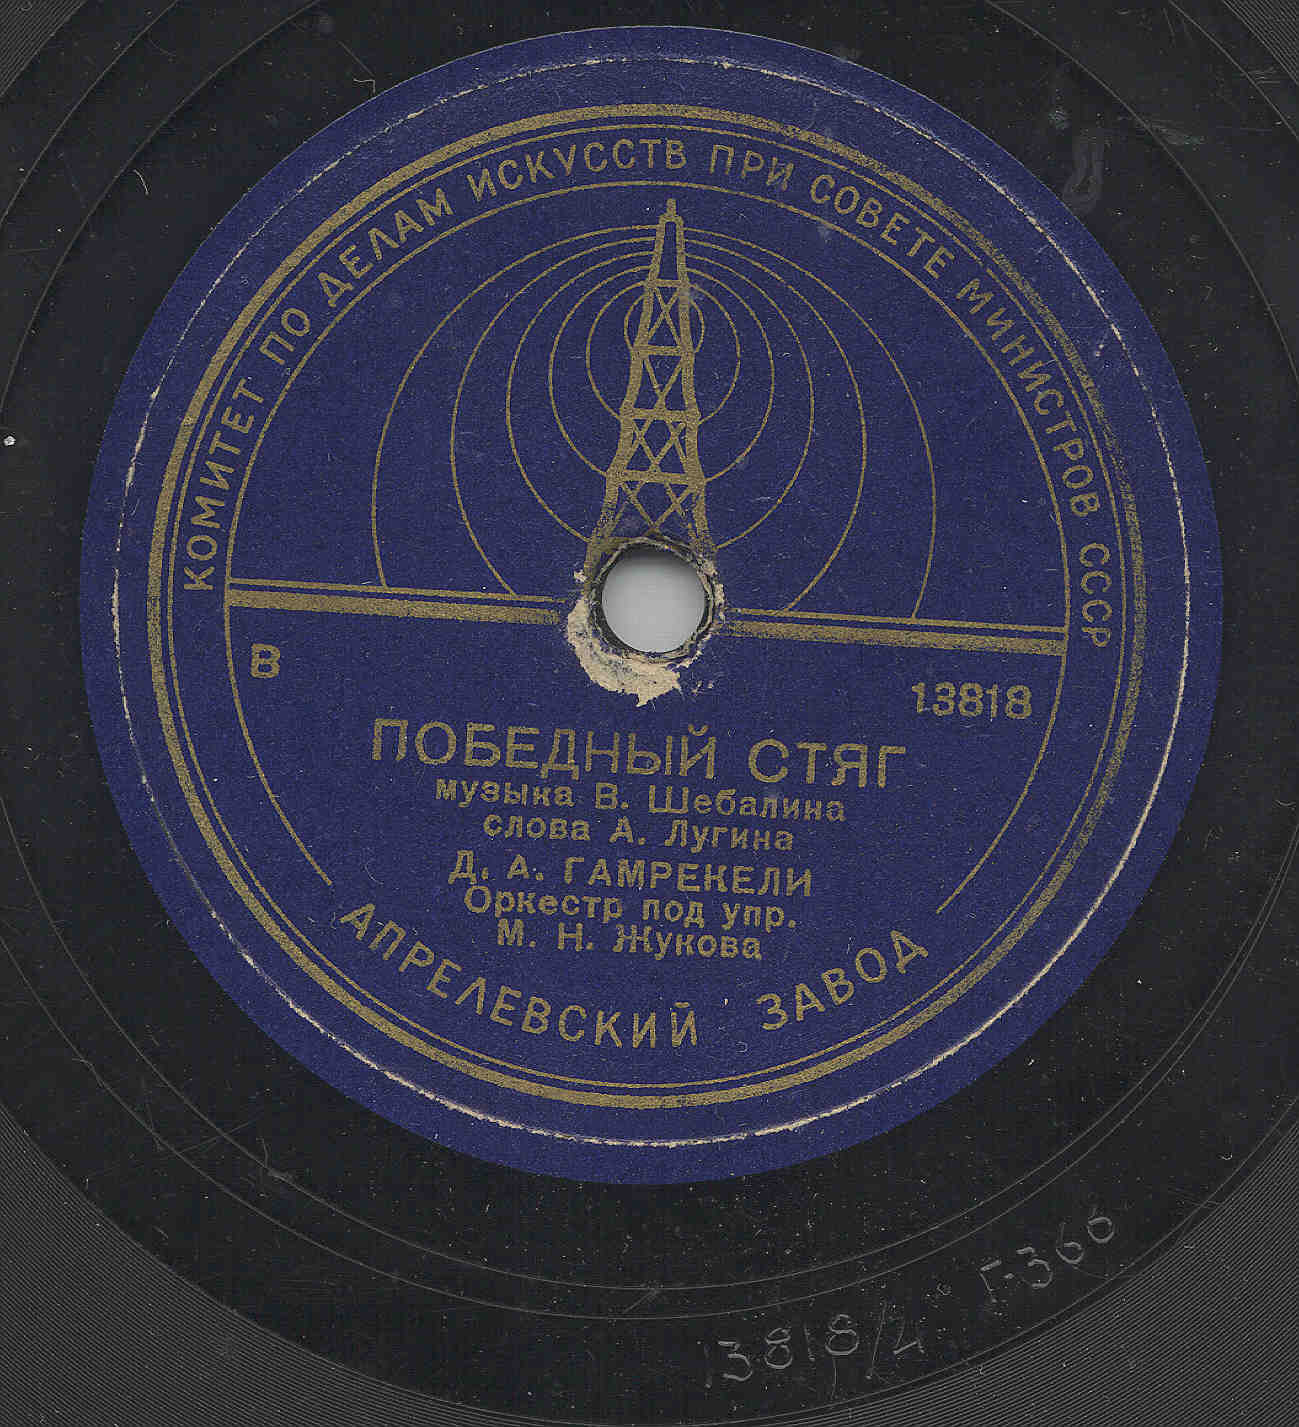 КОМИТЕТ ПО ДЕЛАМ ИСКУССТВ ПРИ СОВЕТЕ МИНИСТРОВ СССР
В 13818
ПОБЕДНЫЙ СТЯГ
музыка В. Шебалина
слова А. Лугина
Д. А. ГАМРЕКЕЛИ
Оркестр под упр.
М. Н. Жукова
АПРЕЛЕВСКИЙ ЗАВОД
13818/2 Г-366